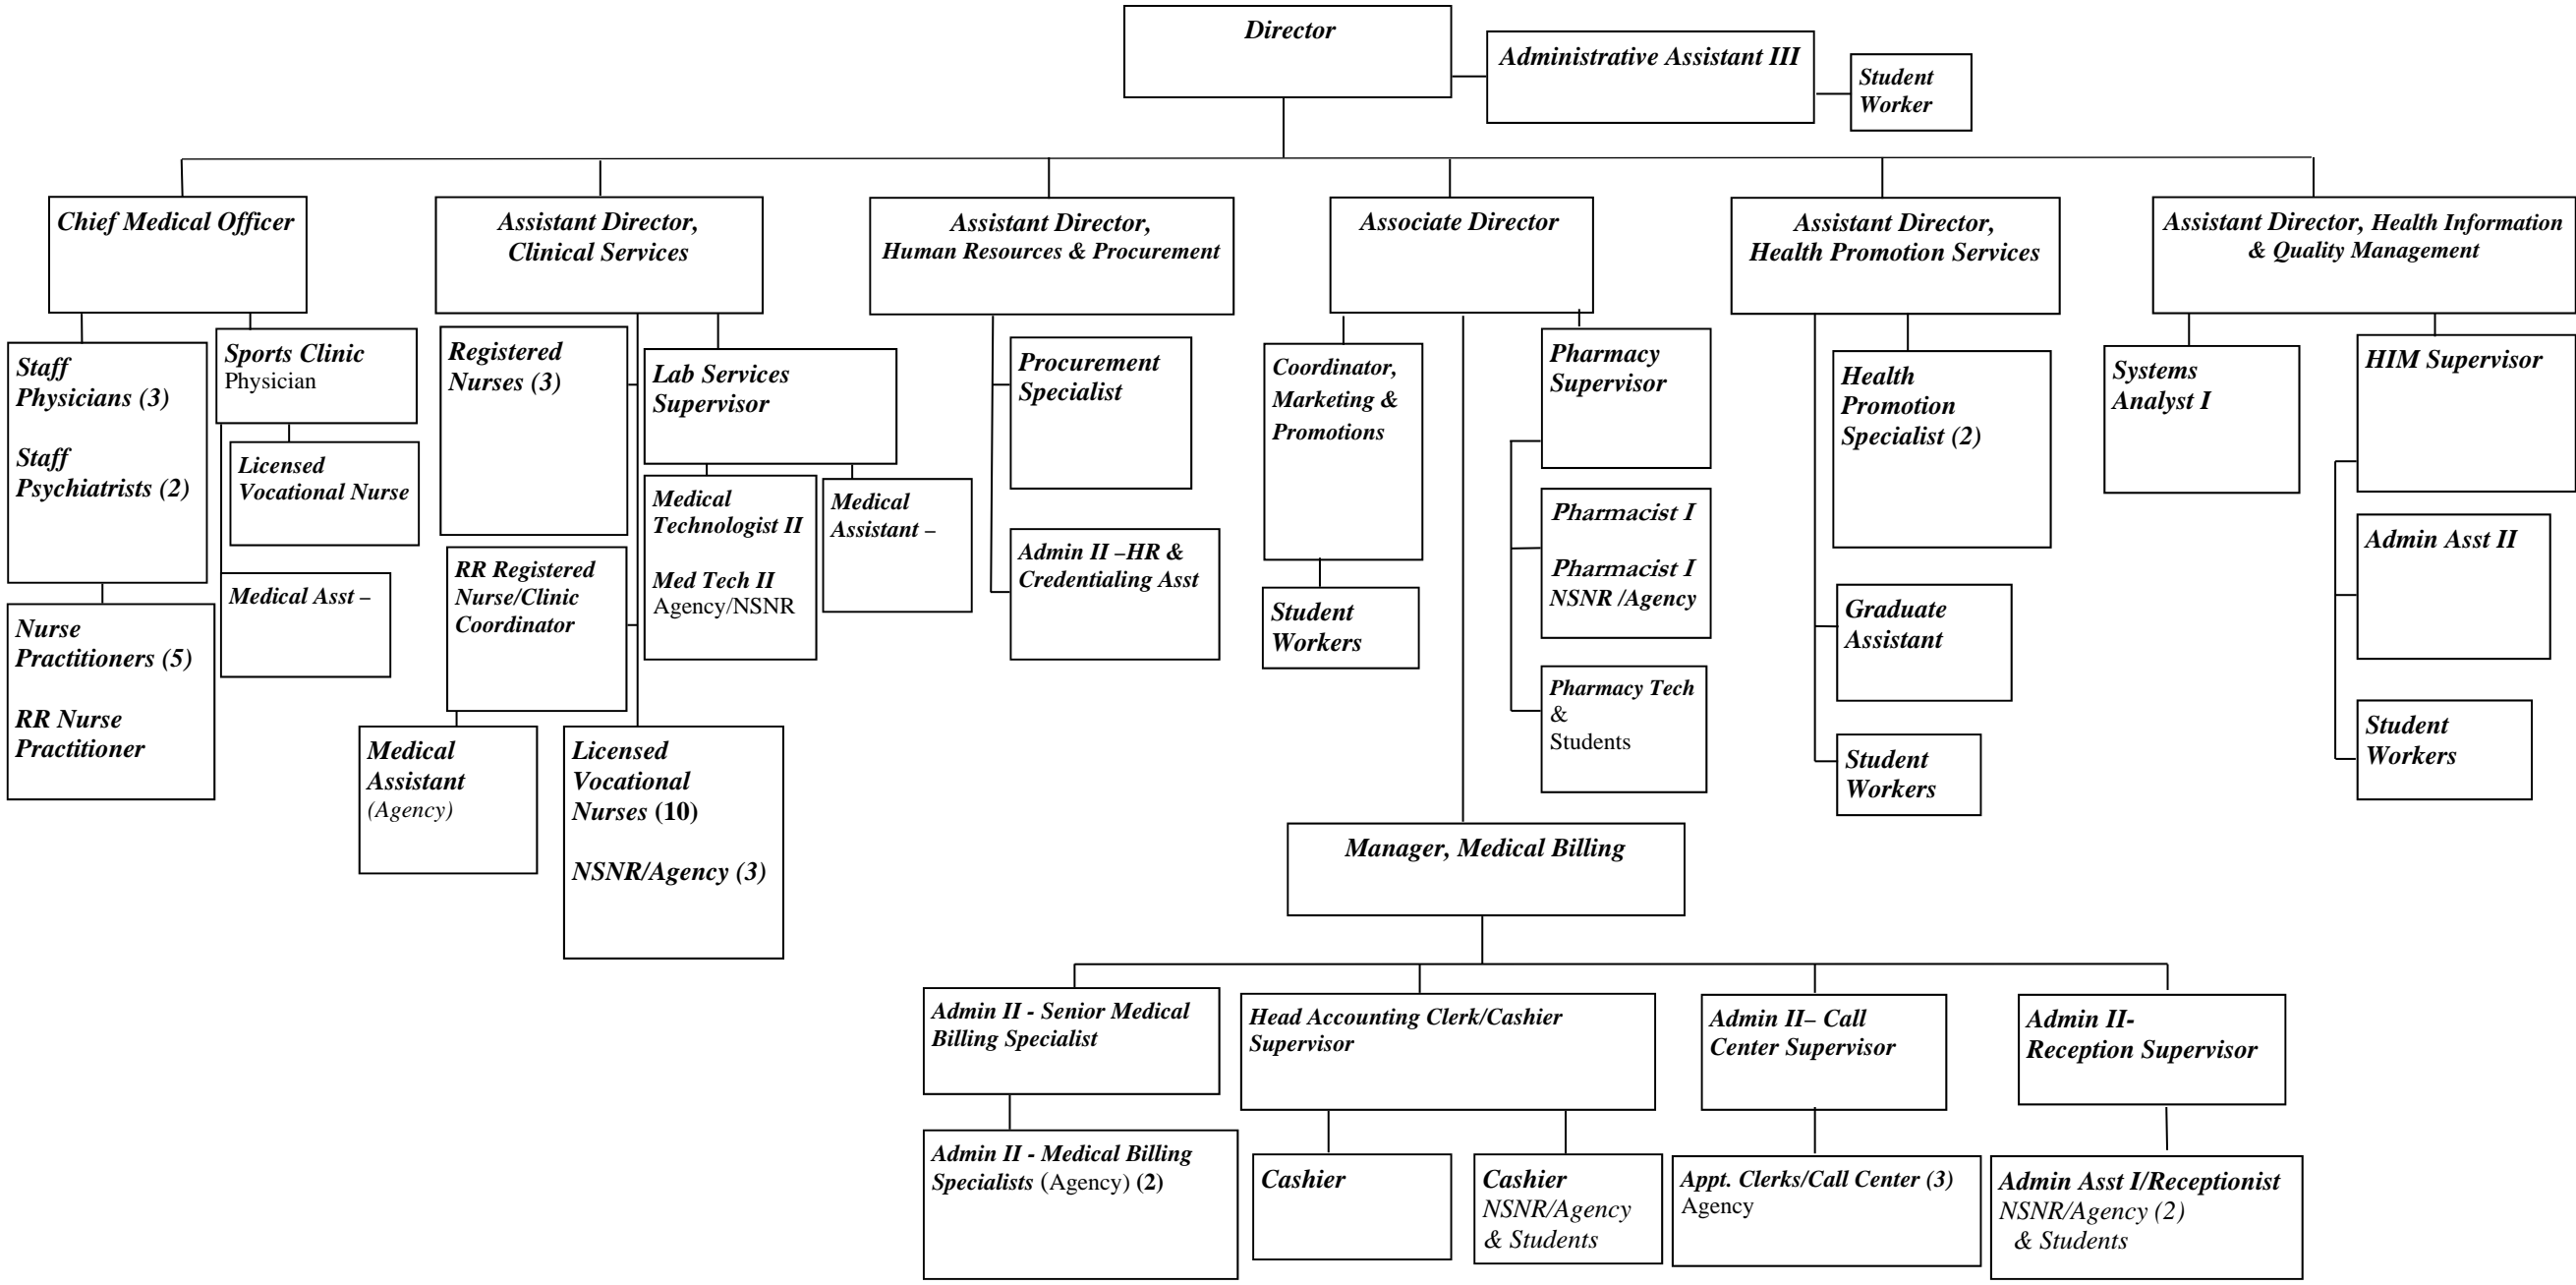 Director
Administrative Assistant III
Student
Worker
Chief Medical Officer
Assistant Director,
Clinical Services
Assistant Director,
Human Resources & Procurement
Associate Director
Assistant Director,
Health Promotion Services
Assistant Director, Health Information
& Quality Management
Staff
Physicians (3)
Staff
Psychiatrists (2)
Sports Clinic
Physician
Licensed
Vocational Nurse
Medical Asst –
Nurse
Practitioners (5)
RR Nurse
Practitioner
Registered
Nurses (3)
Lab Services
Supervisor
Medical
Technologist II
Med Tech II
Agency/NSNR
Medical
Assistant –
RR Registered
Nurse/Clinic
Coordinator
Medical
Assistant
(Agency)
Licensed
Vocational
Nurses (10)
NSNR/Agency (3)
Procurement
Specialist
Admin II –HR &
Credentialing Asst
Coordinator,
Marketing &
Promotions
Student
Workers
Pharmacy
Supervisor
Pharmacist I
Pharmacist I
NSNR /Agency
Pharmacy Tech
&
Students
Health
Promotion
Specialist (2)
Graduate
Assistant
Student
Workers
Systems
Analyst I
HIM Supervisor
Admin Asst II
Student
Workers
Manager, Medical Billing
Admin II - Senior Medical
Billing Specialist
Head Accounting Clerk/Cashier
Supervisor
Admin II– Call
Center Supervisor
Admin II-
Reception Supervisor
Admin II - Medical Billing
Specialists (Agency) (2)
Cashier
Cashier
NSNR/Agency
& Students
Appt. Clerks/Call Center (3)
Agency
Admin Asst I/Receptionist
NSNR/Agency (2)
& Students